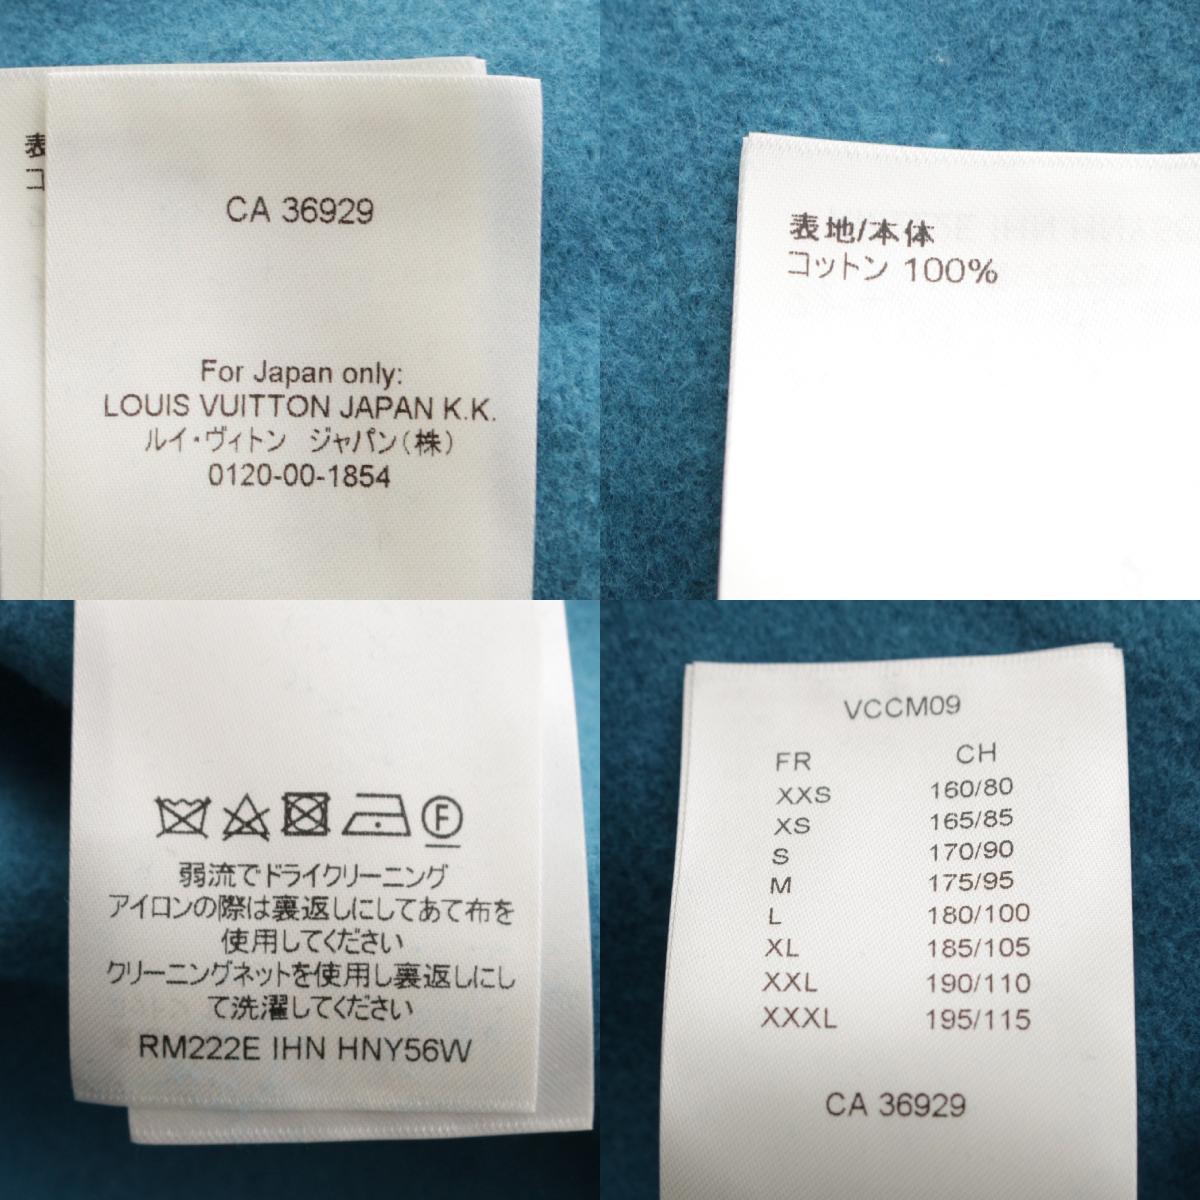 表
コ
CA 36929
For Japan only:
LOUIS VUITTON JAPAN K.K.
ルイ・ヴィトン ジャパン(株)
0120-00-1854
表地/本体
コットン 100%
F
弱流でドライクリーニング
アイロンの際は裏返しにしてあて布を
使用してください
クリーニングネットを使用し裏返しにし
て洗濯してください
RM222E IHN HNY56W
VCCM09
FR CH
XXS 160/80
XS 165/85
S 170/90
M 175/95
L 180/100
XL 185/105
XXL 190/110
XXXL 195/115
CA 36929